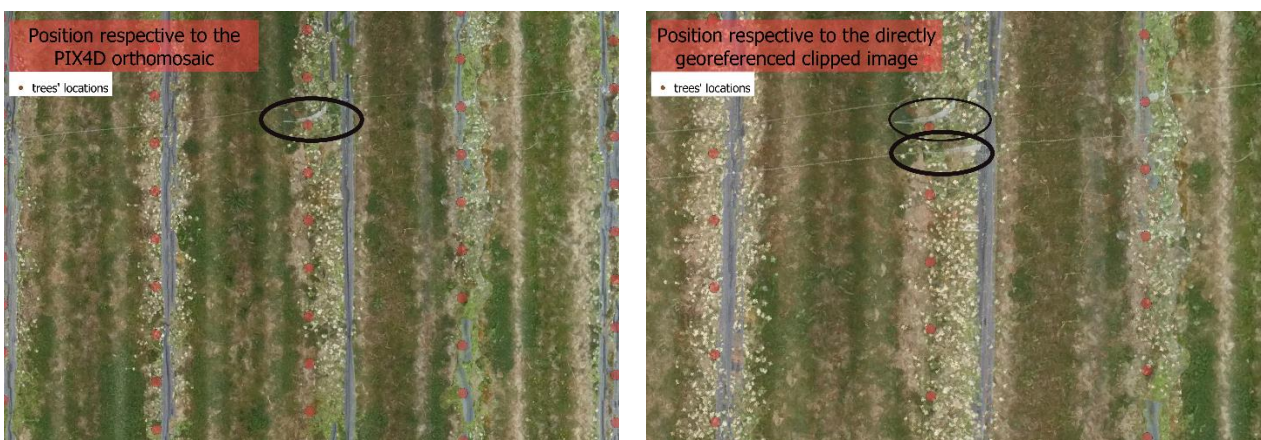 Position respective to the
PIX4D orthomosaic
trees' locations
Position respective to the directly
georeferenced clipped image
trees' locations